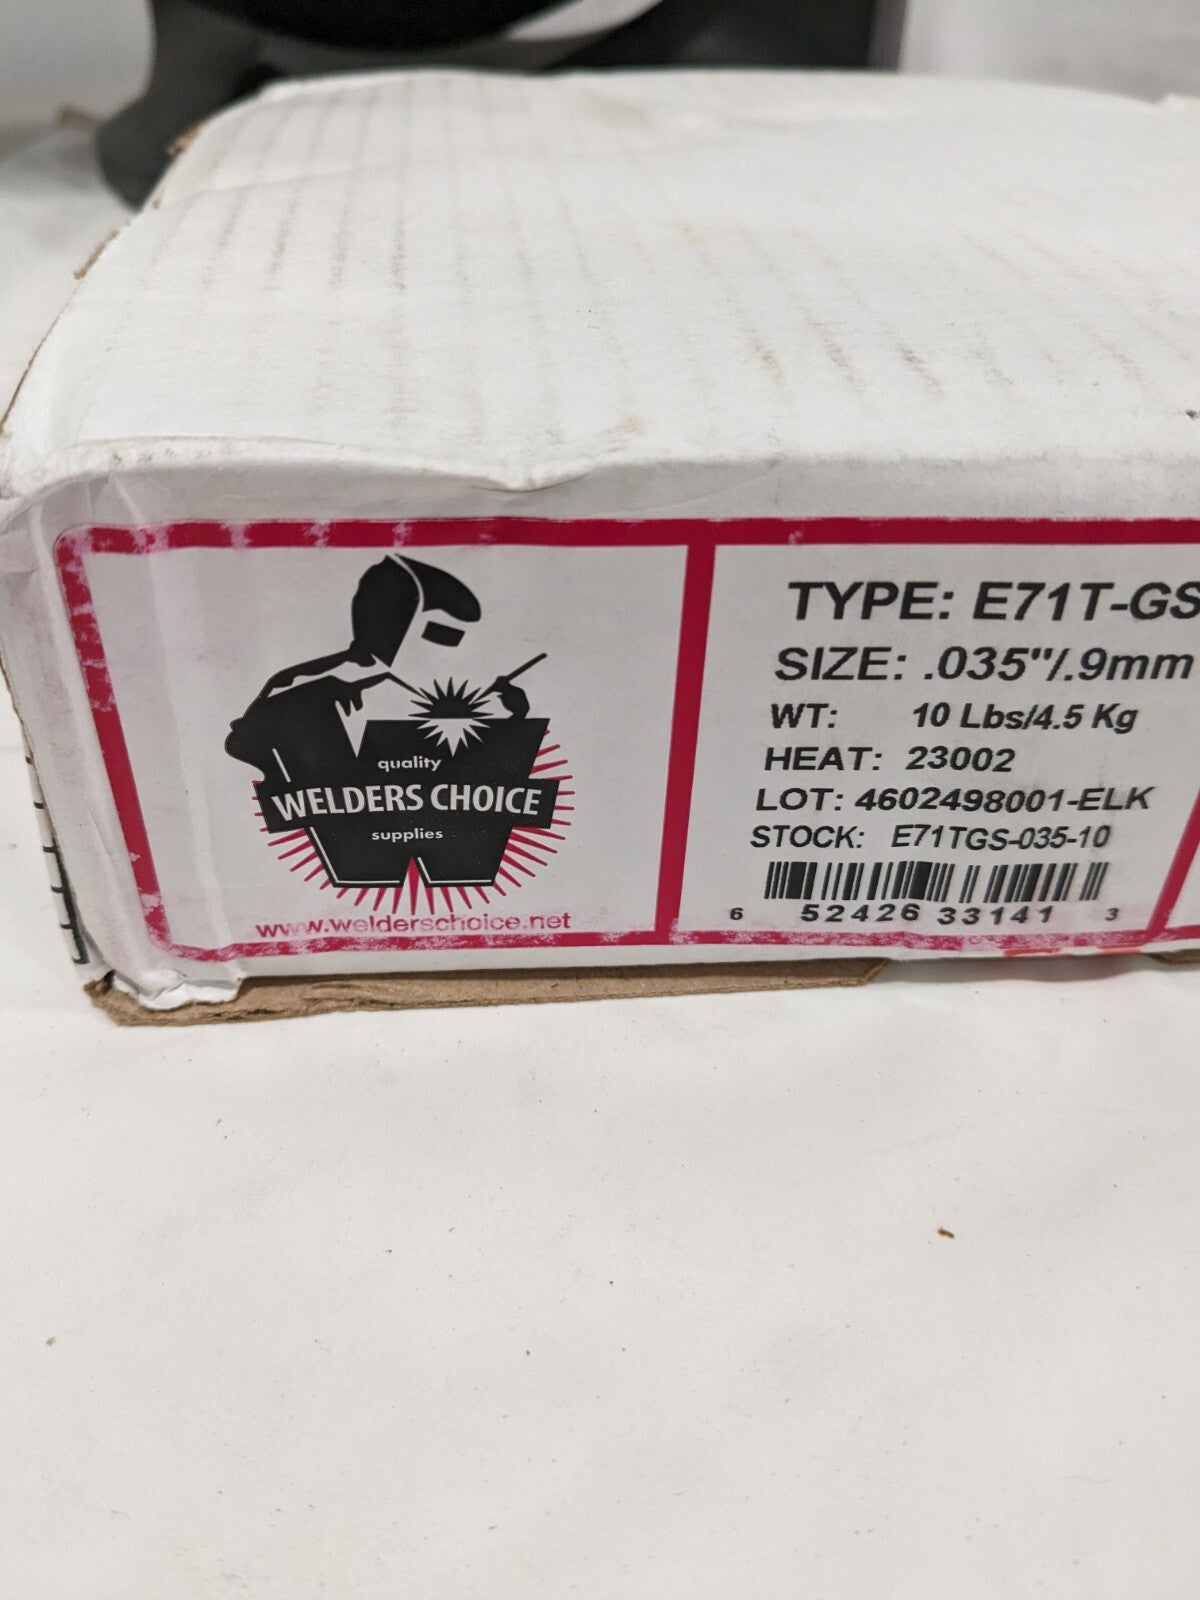 quality
WELDERS CHOICE
supplies
www.welderschoice.net
TYPE: E71T-GS
SIZE: .035"/.9mm
WT: 10 Lbs/4.5 Kg
HEAT: 23002
LOT: 4602498001-ELK
STOCK: E71TGS-035-10
6 52426 33141 3